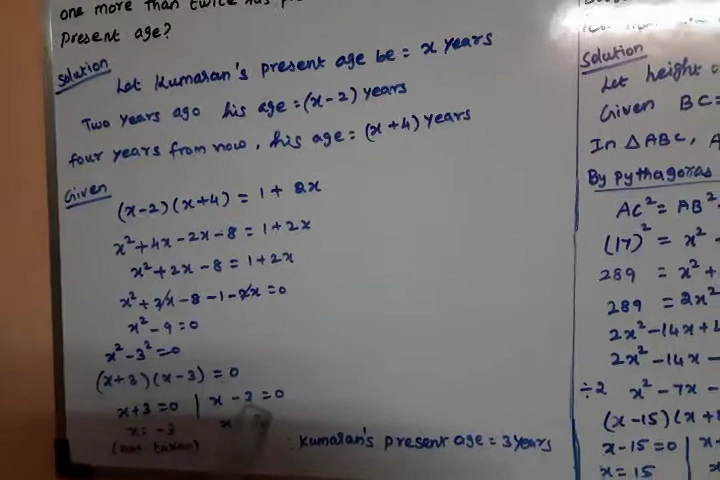 one more than twice his
Present age?
Solution
Let Kumaran's present age be = x years
Two years ago his age = (x-2) years
four years from now, his age = (x+4) years
Given
(x-2)(x+4) = 1 + 2x
x²+4x-2x-8 = 1+2x
x²+2x-8 = 1+2x
x²+2x-8-1-2x=0
x²-9=0
x²-3²=0
(x+3)(x-3) = 0
x+3=0 | x-3=0
x=-3 x
(not taken)
: Kumaran's present age = 3 years
Solution
Let height
Given BC=
In △ABC, A
By Pythagoras
AC² = AB²
(17)² = x²
289 = x²+
289 = 2x²
2x²-14x+
2x²-14x-
÷2 x²-7x-
(x-15)(x+
x-15=0 | x
x=15